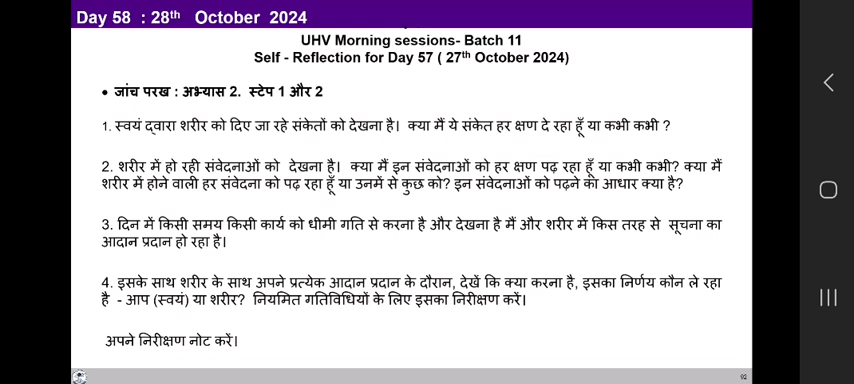 Day 58 : 28th October 2024
UHV Morning sessions- Batch 11
Self - Reflection for Day 57 ( 27th October 2024)
• जांच परख : अभ्यास 2. स्टेप 1 और 2
1. स्वयं द्वारा शरीर को दिए जा रहे संकेतों को देखना है। क्या मैं ये संकेत हर क्षण दे रहा हूँ या कभी कभी ?
2. शरीर में हो रही संवेदनाओं को देखना है। क्या मैं इन संवेदनाओं को हर क्षण पढ़ रहा हूँ या कभी कभी? क्या मैं
शरीर में होने वाली हर संवेदना को पढ़ रहा हूँ या उनमें से कुछ को? इन संवेदनाओं को पढ़ने का आधार क्या है?
3. दिन में किसी समय किसी कार्य को धीमी गति से करना है और देखना है मैं और शरीर में किस तरह से सूचना का
आदान प्रदान हो रहा है।
4. इसके साथ शरीर के साथ अपने प्रत्येक आदान प्रदान के दौरान, देखें कि क्या करना है, इसका निर्णय कौन ले रहा
है - आप (स्वयं) या शरीर? नियमित गतिविधियों के लिए इसका निरीक्षण करें।
अपने निरीक्षण नोट करें।
92